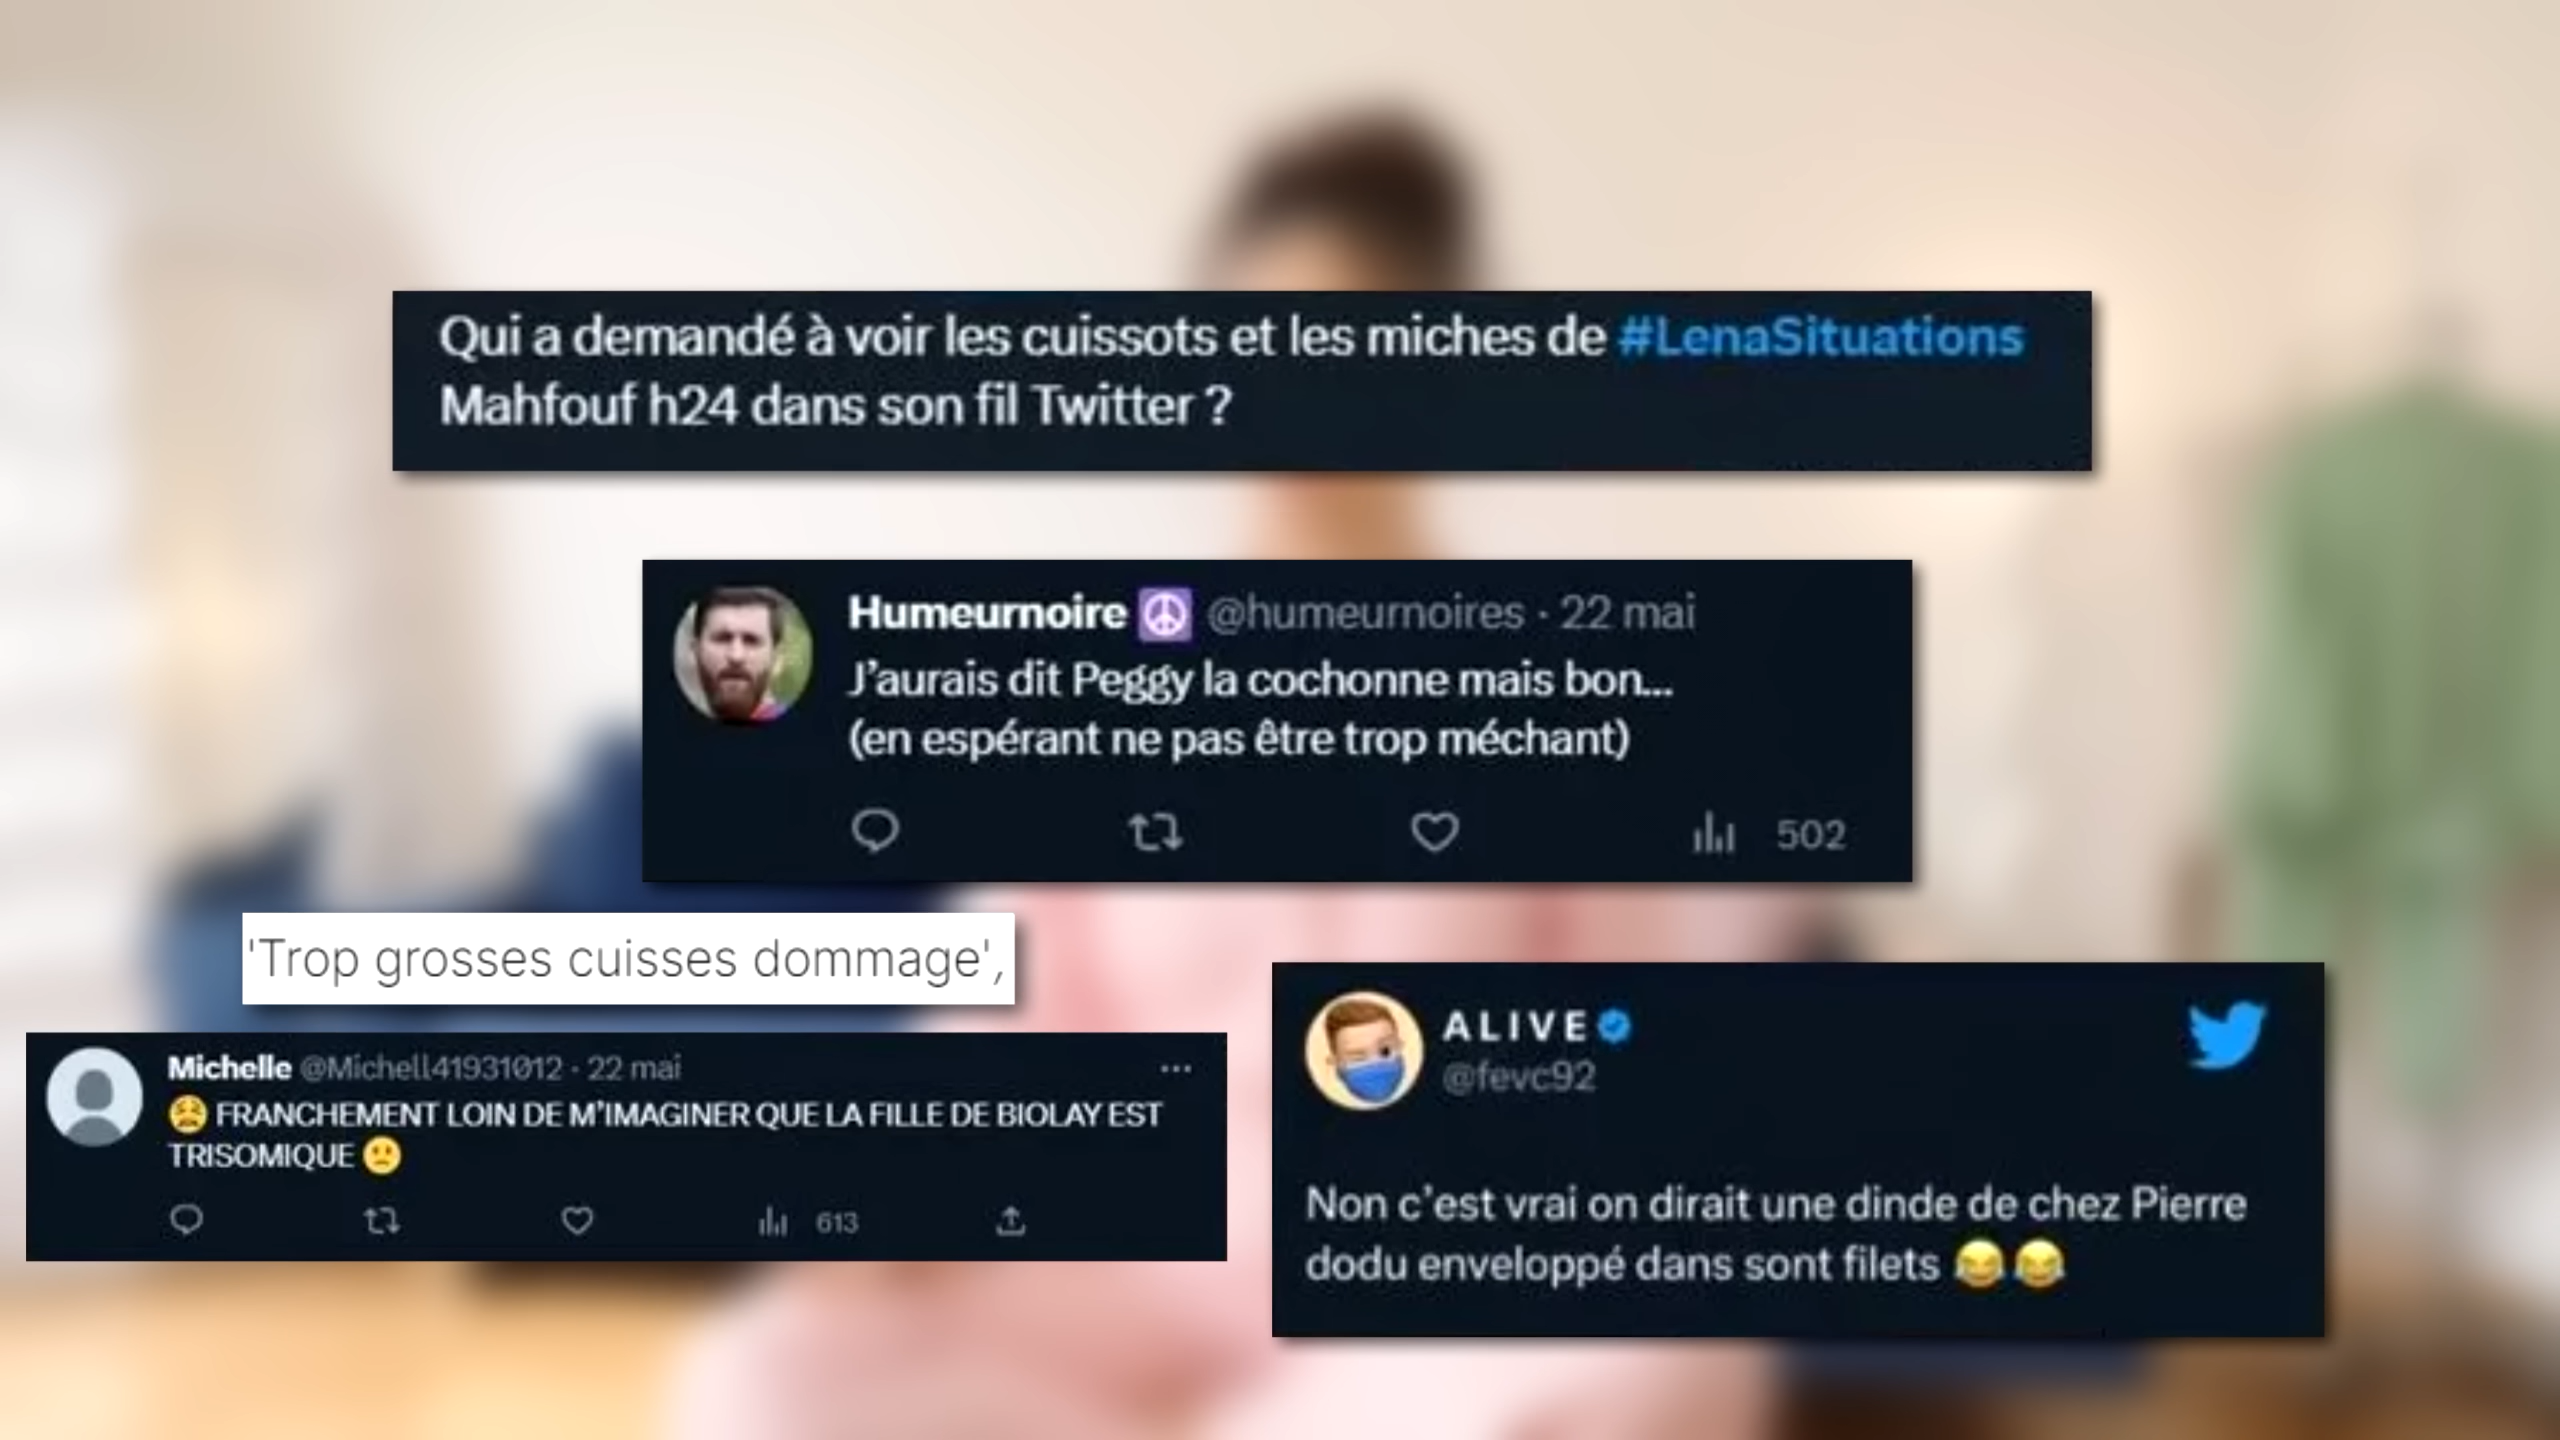 Qui a demandé à voir les cuissots et les miches de #LenaSituations
Mahfouf h24 dans son fil Twitter ?
Humeurnoire @humeurnoires · 22 mai
J'aurais dit Peggy la cochonne mais bon...
(en espérant ne pas être trop méchant)
502
'Trop grosses cuisses dommage',
Michelle @Michell41931012 · 22 mai
FRANCHEMENT LOIN DE M'IMAGINER QUE LA FILLE DE BIOLAY EST
TRISOMIQUE
613
ALIVE
@fevc92
Non c'est vrai on dirait une dinde de chez Pierre
dodu enveloppé dans sont filets 😂😂